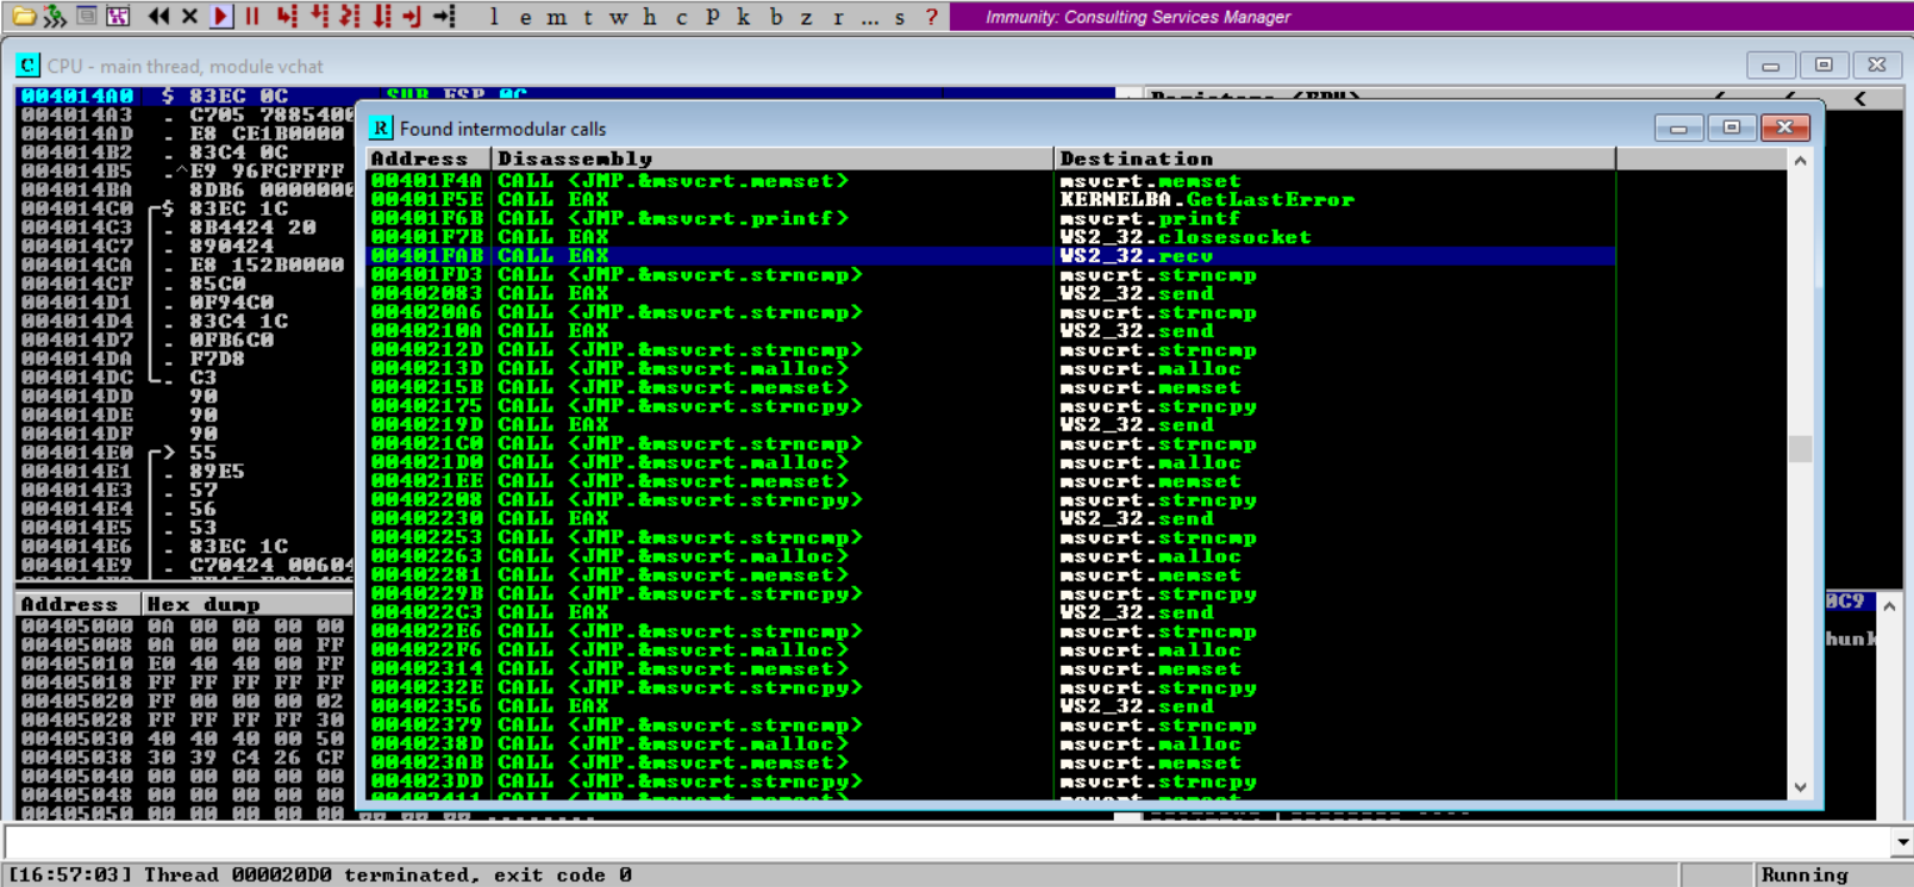 l e m t w h c P k b z r ... s ?
Immunity: Consulting Services Manager
C CPU - main thread, module vchat
004014A0 $ 83EC 0C SUB ESP 0C
004014A3 . C705 7885400
004014AD . E8 CE1B0000
004014B2 . 83C4 0C
004014B5 .^E9 96FCFFFF
004014BA 8DB6 00000000
004014C0 $ 83EC 1C
004014C3 . 8B4424 20
004014C7 . 890424
004014CA . E8 152B0000
004014CF . 85C0
004014D1 . 0F94C0
004014D4 . 83C4 1C
004014D7 . 0FB6C0
004014DA . F7D8
004014DC . C3
004014DD 90
004014DE 90
004014DF 90
004014E0 > 55
004014E1 . 89E5
004014E3 . 57
004014E4 . 56
004014E5 . 53
004014E6 . 83EC 1C
004014E9 . C70424 00604
R Found intermodular calls
Address Disassembly Destination
00401F4A CALL <JMP.&msvcrt.memset> msvcrt.memset
00401F5E CALL EAX KERNELBA.GetLastError
00401F6B CALL <JMP.&msvcrt.printf> msvcrt.printf
00401F7B CALL EAX WS2_32.closesocket
00401FAB CALL EAX WS2_32.recv
00401FD3 CALL <JMP.&msvcrt.strncmp> msvcrt.strncmp
00402083 CALL EAX WS2_32.send
004020A6 CALL <JMP.&msvcrt.strncmp> msvcrt.strncmp
0040210A CALL EAX WS2_32.send
0040212D CALL <JMP.&msvcrt.strncmp> msvcrt.strncmp
0040213D CALL <JMP.&msvcrt.malloc> msvcrt.malloc
0040215B CALL <JMP.&msvcrt.memset> msvcrt.memset
00402175 CALL <JMP.&msvcrt.strncpy> msvcrt.strncpy
0040219D CALL EAX WS2_32.send
004021C0 CALL <JMP.&msvcrt.strncmp> msvcrt.strncmp
004021D0 CALL <JMP.&msvcrt.malloc> msvcrt.malloc
004021EE CALL <JMP.&msvcrt.memset> msvcrt.memset
00402208 CALL <JMP.&msvcrt.strncpy> msvcrt.strncpy
00402230 CALL EAX WS2_32.send
00402253 CALL <JMP.&msvcrt.strncmp> msvcrt.strncmp
00402263 CALL <JMP.&msvcrt.malloc> msvcrt.malloc
00402281 CALL <JMP.&msvcrt.memset> msvcrt.memset
0040229B CALL <JMP.&msvcrt.strncpy> msvcrt.strncpy
004022C3 CALL EAX WS2_32.send
004022E6 CALL <JMP.&msvcrt.strncmp> msvcrt.strncmp
004022F6 CALL <JMP.&msvcrt.malloc> msvcrt.malloc
00402314 CALL <JMP.&msvcrt.memset> msvcrt.memset
0040232E CALL <JMP.&msvcrt.strncpy> msvcrt.strncpy
00402356 CALL EAX WS2_32.send
00402379 CALL <JMP.&msvcrt.strncmp> msvcrt.strncmp
0040238D CALL <JMP.&msvcrt.malloc> msvcrt.malloc
004023AB CALL <JMP.&msvcrt.memset> msvcrt.memset
004023DD CALL <JMP.&msvcrt.strncpy> msvcrt.strncpy
00402411 CALL <JMP.&msvcrt.memset> msvcrt.memset
0C9
hunk
Address Hex dump
00405000 0A 00 00 00 00
00405008 0A 00 00 00 FF
00405010 E0 40 40 00 FF
00405018 FF FF FF FF FF
00405020 FF 00 00 00 02
00405028 FF FF FF FF 30
00405030 40 40 40 00 50
00405038 30 39 C4 26 CF
00405040 00 00 00 00 00
00405048 00 00 00 00 00
00405050 00 00 00 00 00 00 00 00 ........
[16:57:03] Thread 000020D0 terminated, exit code 0
Running